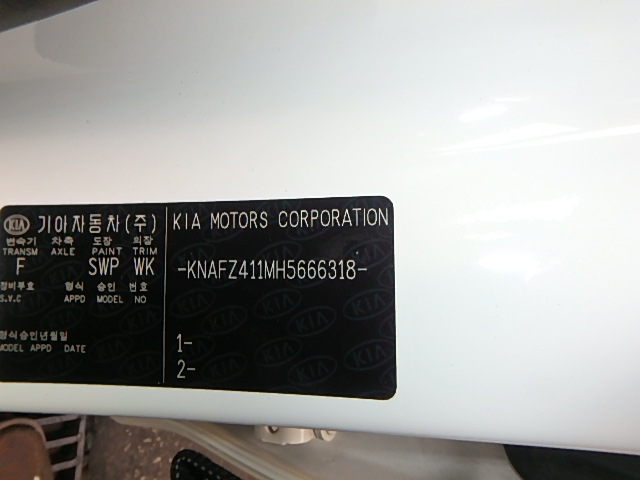 KIA 기아자동차(주)
변속기 차축 도장 의장
TRANSM AXLE PAINT TRIM
F SWP WK
정비부호 형식 승인 번호
S.V.C APPD MODEL NO
형식승인년월일
MODEL APPD DATE
KIA MOTORS CORPORATION
-KNAFZ411MH5666318-
1-
2-